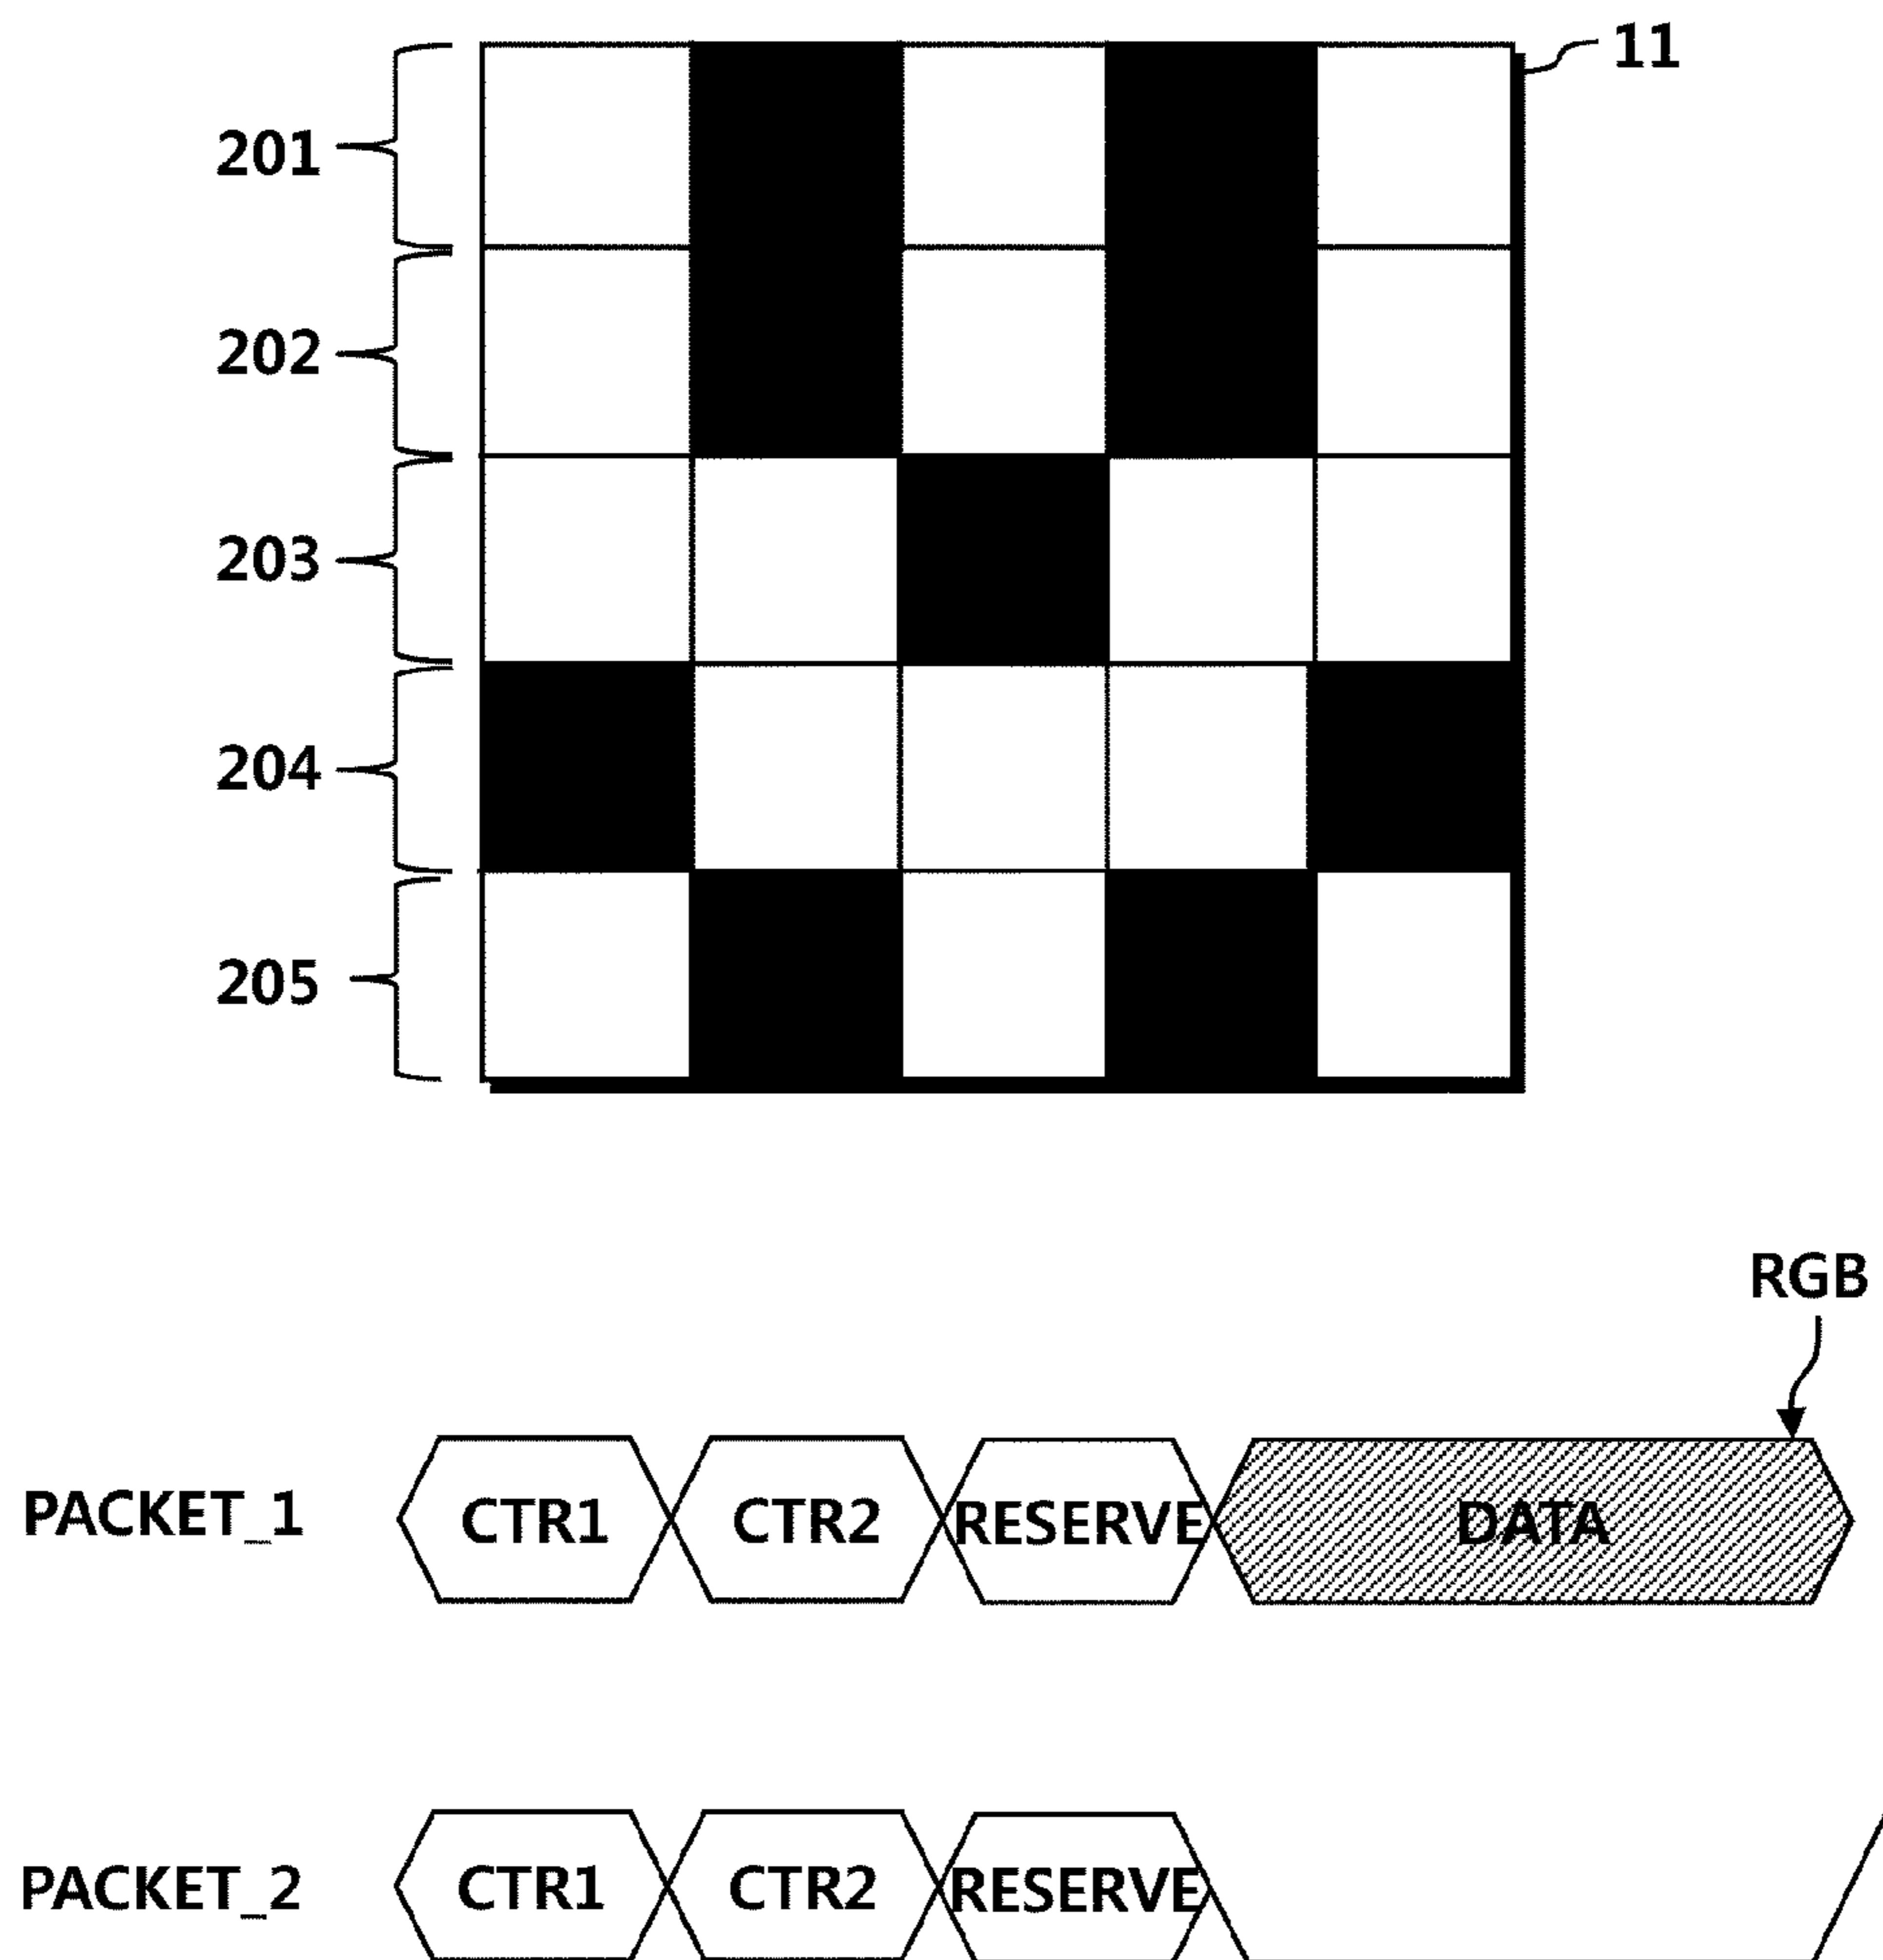 11
201
202
203
204
205
RGB
PACKET_1 CTR1 CTR2 RESERVE DATA
PACKET_2 CTR1 CTR2 RESERVE